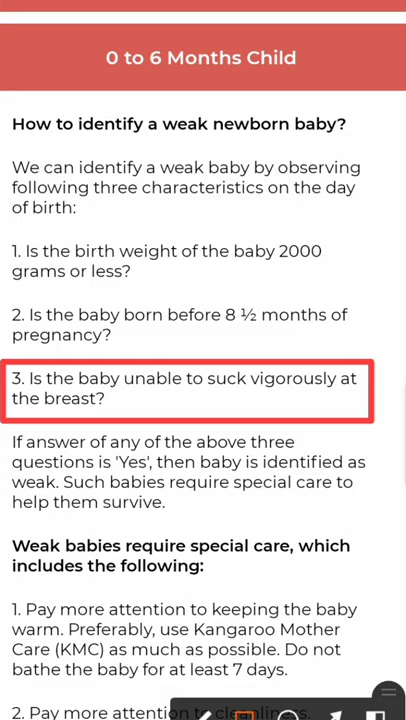 0 to 6 Months Child
How to identify a weak newborn baby?
We can identify a weak baby by observing
following three characteristics on the day
of birth:
1. Is the birth weight of the baby 2000
grams or less?
2. Is the baby born before 8 ½ months of
pregnancy?
3. Is the baby unable to suck vigorously at
the breast?
If answer of any of the above three
questions is 'Yes', then baby is identified as
weak. Such babies require special care to
help them survive.
Weak babies require special care, which
includes the following:
1. Pay more attention to keeping the baby
warm. Preferably, use Kangaroo Mother
Care (KMC) as much as possible. Do not
bathe the baby for at least 7 days.
2. Pay more attention to cleanliness.